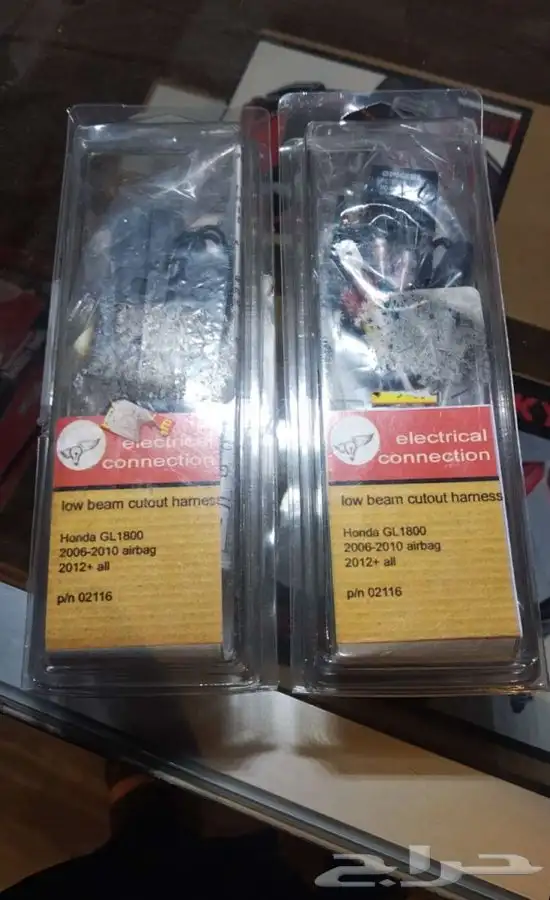 electrical
connection
low beam cutout harness
Honda GL1800
2006-2010 airbag
2012+ all
p/n 02116
electrical
connection
low beam cutout harness
Honda GL1800
2006-2010 airbag
2012+ all
p/n 02116
حراج